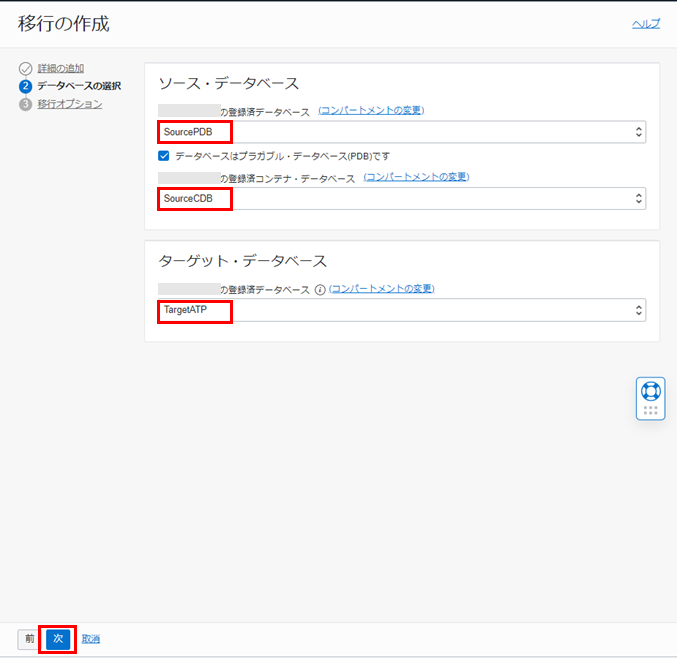 移行の作成
ヘルプ
詳細の追加
2 データベースの選択
3 移行オプション
ソース・データベース
の登録済データベース (コンパートメントの変更)
SourcePDB
データベースはプラガブル・データベース(PDB)です
の登録済コンテナ・データベース (コンパートメントの変更)
SourceCDB
ターゲット・データベース
の登録済データベース (コンパートメントの変更)
TargetATP
前 次 取消